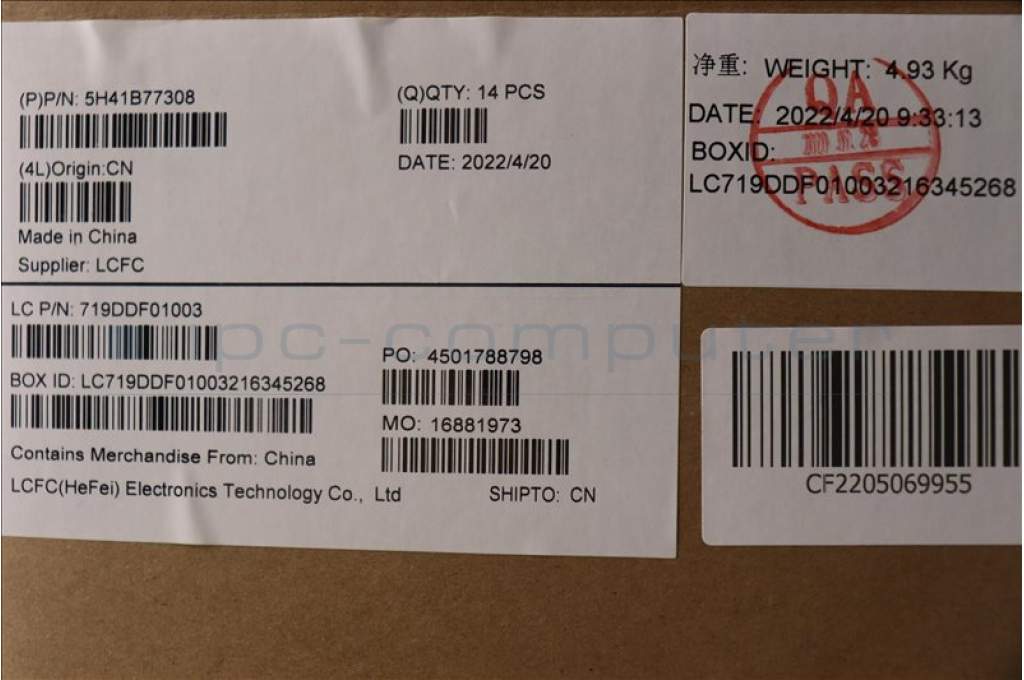 (P)P/N: 5H41B77308
(Q)QTY: 14 PCS
(4L)Origin:CN
DATE: 2022/4/20
Made in China
Supplier: LCFC
LC P/N: 719DDF01003
PO: 4501788798
BOX ID: LC719DDF01003216345268
MO: 16881973
Contains Merchandise From: China
LCFC(HeFei) Electronics Technology Co., Ltd
SHIPTO: CN
净重: WEIGHT: 4.93 Kg
DATE: 2022/4/20 9:33:13
BOXID:
LC719DDF01003216345268
QA
PASS
CF2205069955
ipc-computer